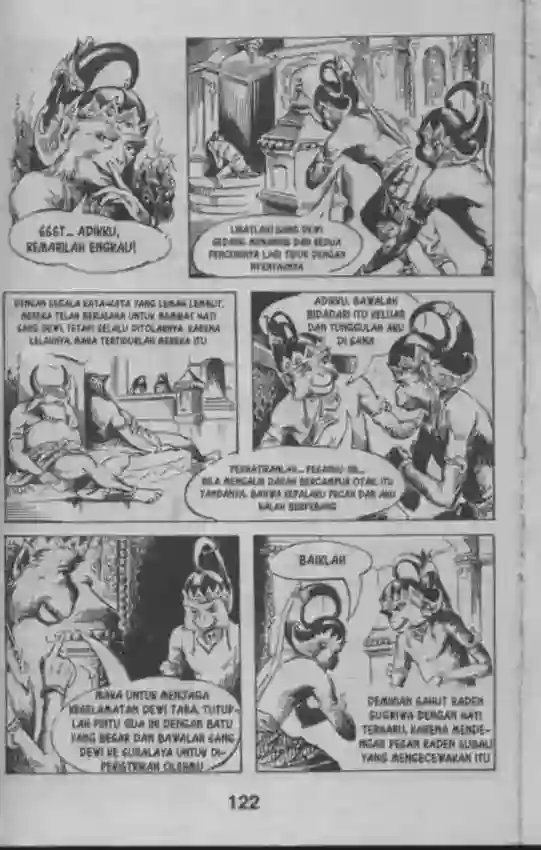 SSST... ADIKKU,
KEMARILAH ENGKAU!
LIHATLAH! SANG DEWI
SEDANG MENANGIS DAN KEDUA
PENCURINYA LAGI TIDUR DENGAN
NYENYAKNYA
DENGAN SEGALA KATA-KATA YANG LEMAH LEMBUT,
MEREKA TELAH BERUSAHA UNTUK MEMIKAT HATI
SANG DEWI, TETAPI SELALU DITOLAKNYA. KARENA
LELAHNYA, MAKA TERTIDURLAH MEREKA ITU
ADIKKU, BAWALAH
BIDADARI ITU KELUAR
DAN TUNGGULAH AKU
DI SANA
PERHATIKANLAH... PESANKU INI...
BILA MENGALIR DARAH BERCAMPUR OTAK, ITU
TANDANYA, BAHWA KEPALAKU PECAH DAN AKU
KALAH BERPERANG
MAKA UNTUK MENJAGA
KESELAMATAN DEWI TARA, TUTUP-
LAH PINTU GUA INI DENGAN BATU
YANG BESAR DAN BAWALAH SANG
DEWI KE SURALAYA UNTUK DI-
PERISTRIKAN OLEHMU
BAIKLAH
DEMIKIAN SAHUT RADEN
SUGRIWA DENGAN HATI
TERHARU, KARENA MENDE-
NGAR PESAN RADEN SUBALI
YANG MENGECEWAKAN ITU
122